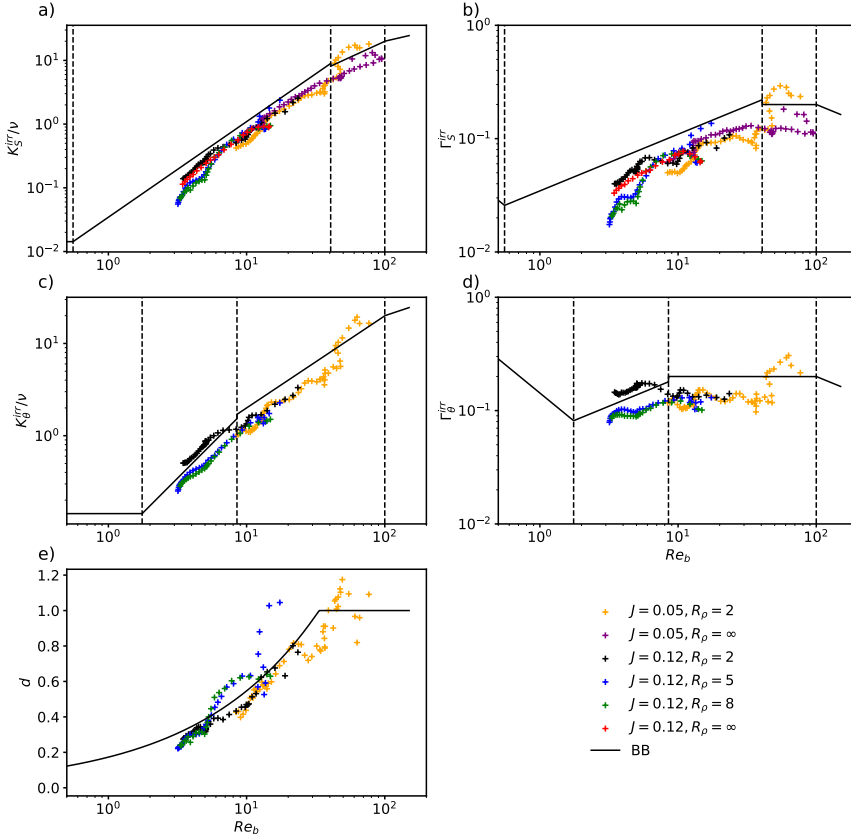 a)
b)
10^1
10^0
10^-1
10^-2
K_S^irr/ν
10^0
10^1
10^2
10^0
10^-1
10^-2
Γ_S^irr
10^0
10^1
10^2
c)
d)
10^1
10^0
K_θ^irr/ν
10^0
10^1
10^2
10^0
10^-1
10^-2
Γ_θ^irr
10^0
10^1
10^2
Re_b
e)
1.2
1.0
0.8
0.6
0.4
0.2
0.0
d
10^0
10^1
10^2
Re_b
J = 0.05, R_ρ = 2
J = 0.05, R_ρ = ∞
J = 0.12, R_ρ = 2
J = 0.12, R_ρ = 5
J = 0.12, R_ρ = 8
J = 0.12, R_ρ = ∞
BB